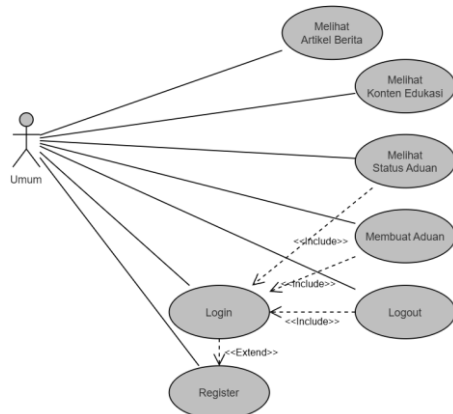 Melihat
Artikel Berita
Melihat
Konten Edukasi
Umum
Melihat
Status Aduan
<<Include>>
Membuat Aduan
<<Include>>
Login
<<Include>>
Logout
<<Extend>>
Register